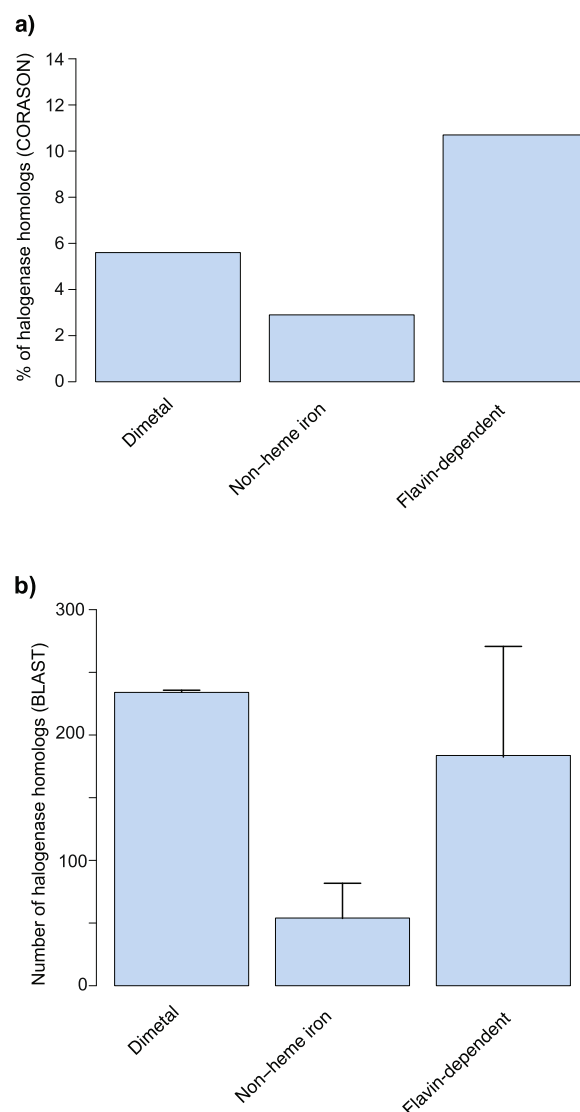 a)
% of halogenase homologs (CORASON)
14
12
10
8
6
4
2
0
Dimetal
Non–heme iron
Flavin-dependent
b)
Number of halogenase homologs (BLAST)
300
200
100
0
Dimetal
Non–heme iron
Flavin-dependent